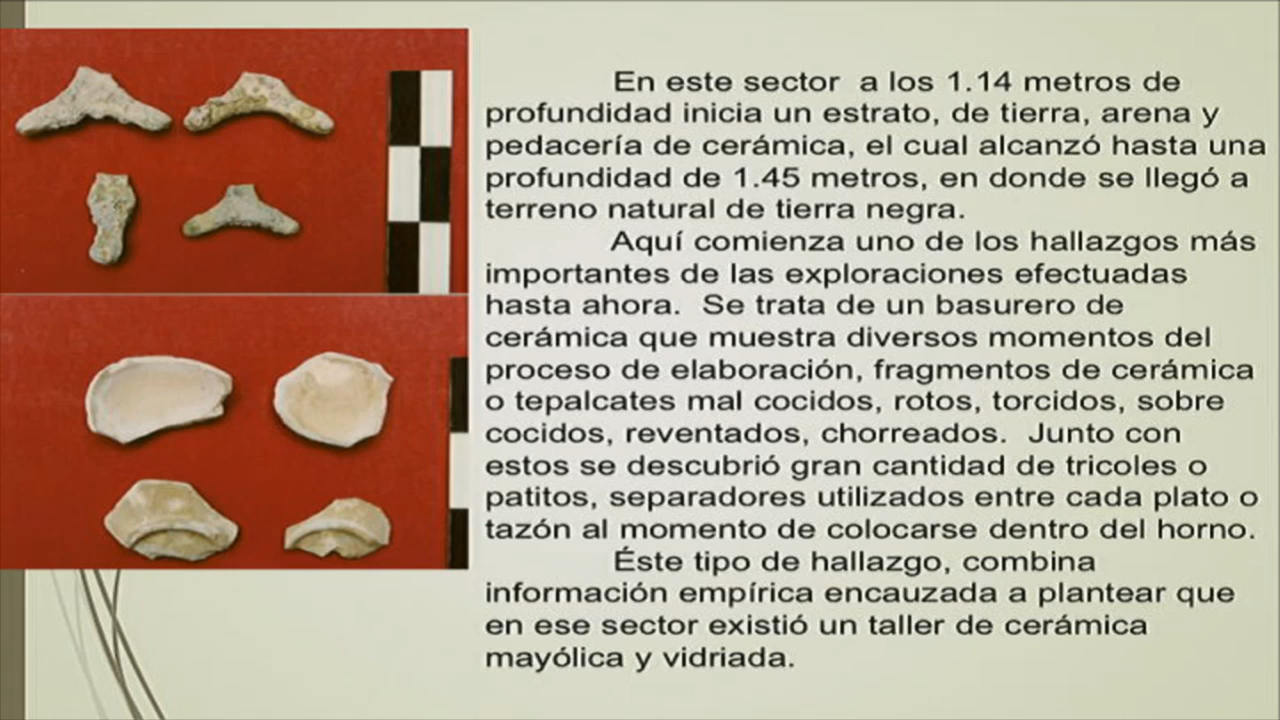 En este sector a los 1.14 metros de
profundidad inicia un estrato, de tierra, arena y
pedacería de cerámica, el cual alcanzó hasta una
profundidad de 1.45 metros, en donde se llegó a
terreno natural de tierra negra.
Aquí comienza uno de los hallazgos más
importantes de las exploraciones efectuadas
hasta ahora. Se trata de un basurero de
cerámica que muestra diversos momentos del
proceso de elaboración, fragmentos de cerámica
o tepalcates mal cocidos, rotos, torcidos, sobre
cocidos, reventados, chorreados. Junto con
estos se descubrió gran cantidad de tricoles o
patitos, separadores utilizados entre cada plato o
tazón al momento de colocarse dentro del horno.
Éste tipo de hallazgo, combina
información empírica encauzada a plantear que
en ese sector existió un taller de cerámica
mayólica y vidriada.